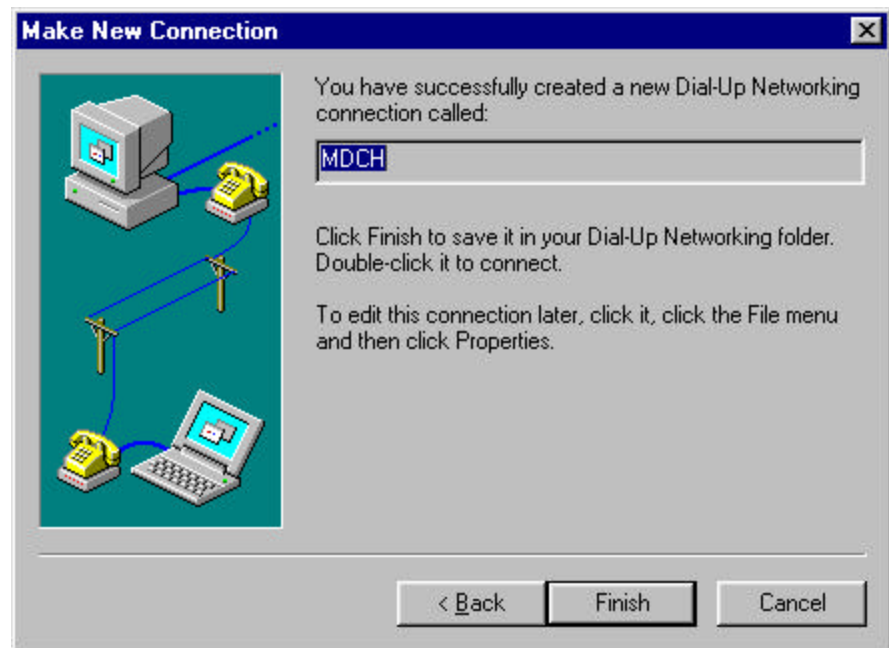 Make New Connection
You have successfully created a new Dial-Up Networking
connection called:
MDCH
Click Finish to save it in your Dial-Up Networking folder.
Double-click it to connect.
To edit this connection later, click it, click the File menu
and then click Properties.
< Back
Finish
Cancel